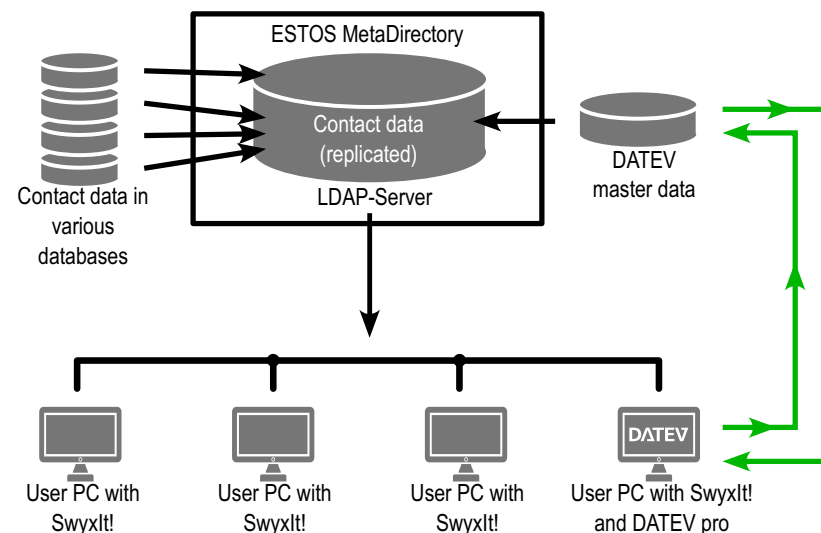 ESTOS MetaDirectory
Contact data
(replicated)
LDAP-Server
Contact data in
various
databases
DATEV
master data
DATEV
User PC with
SwyxIt!
User PC with
SwyxIt!
User PC with
SwyxIt!
User PC with SwyxIt!
and DATEV pro